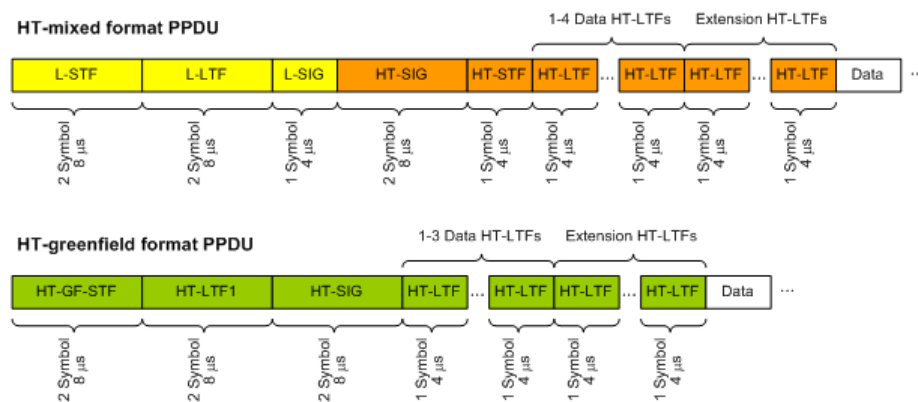 1-4 Data HT-LTFs Extension HT-LTFs
HT-mixed format PPDU
L-STF L-LTF L-SIG HT-SIG HT-STF HT-LTF ... HT-LTF HT-LTF ... HT-LTF Data ...
2 Symbol 2 Symbol 1 Symbol 2 Symbol 1 Symbol 1 Symbol 1 Symbol 1 Symbol 1 Symbol
8 µs 8 µs 4 µs 8 µs 4 µs 4 µs 4 µs 4 µs 4 µs
1-3 Data HT-LTFs Extension HT-LTFs
HT-greenfield format PPDU
HT-GF-STF HT-LTF1 HT-SIG HT-LTF ... HT-LTF HT-LTF ... HT-LTF Data ...
2 Symbol 2 Symbol 2 Symbol 1 Symbol 1 Symbol 1 Symbol 1 Symbol
8 µs 8 µs 8 µs 4 µs 4 µs 4 µs 4 µs